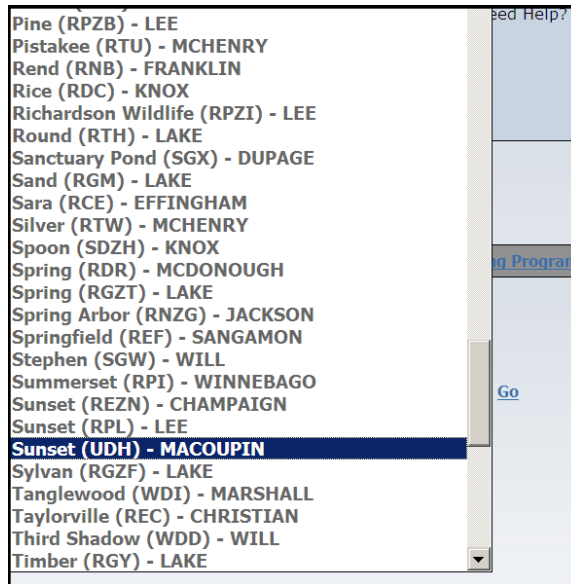 Pine (RPZB) - LEE
Pistakee (RTU) - MCHENRY
Rend (RNB) - FRANKLIN
Rice (RDC) - KNOX
Richardson Wildlife (RPZI) - LEE
Round (RTH) - LAKE
Sanctuary Pond (SGX) - DUPAGE
Sand (RGM) - LAKE
Sara (RCE) - EFFINGHAM
Silver (RTW) - MCHENRY
Spoon (SDZH) - KNOX
Spring (RDR) - MCDONOUGH
Spring (RGZT) - LAKE
Spring Arbor (RNZG) - JACKSON
Springfield (REF) - SANGAMON
Stephen (SGW) - WILL
Summerset (RPI) - WINNEBAGO
Sunset (REZN) - CHAMPAIGN
Sunset (RPL) - LEE
Sunset (UDH) - MACOUPIN
Sylvan (RGZF) - LAKE
Tanglewood (WDI) - MARSHALL
Taylorville (REC) - CHRISTIAN
Third Shadow (WDD) - WILL
Timber (RGY) - LAKE
eed Help?
ng Program
Go